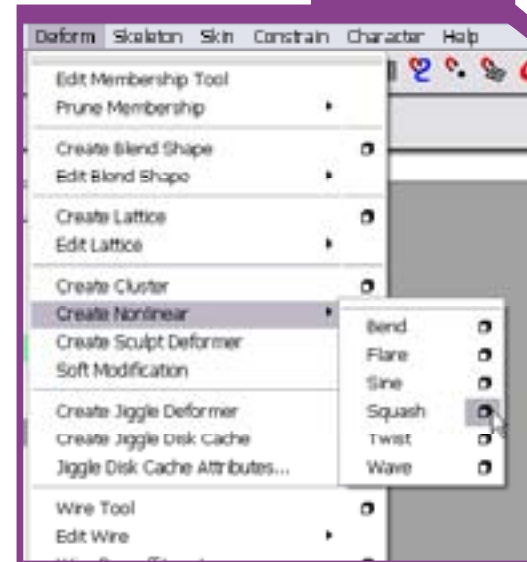 Deform Skeleton Skin Constrain Character Help
Edit Membership Tool
Prune Membership
Create Blend Shape
Edit Blend Shape
Create Lattice
Edit Lattice
Create Cluster
Create Nonlinear
Create Sculpt Deformer
Soft Modification
Create Jiggle Deformer
Create Jiggle Disk Cache
Jiggle Disk Cache Attributes...
Wire Tool
Edit Wire
Bend
Flare
Sine
Squash
Twist
Wave